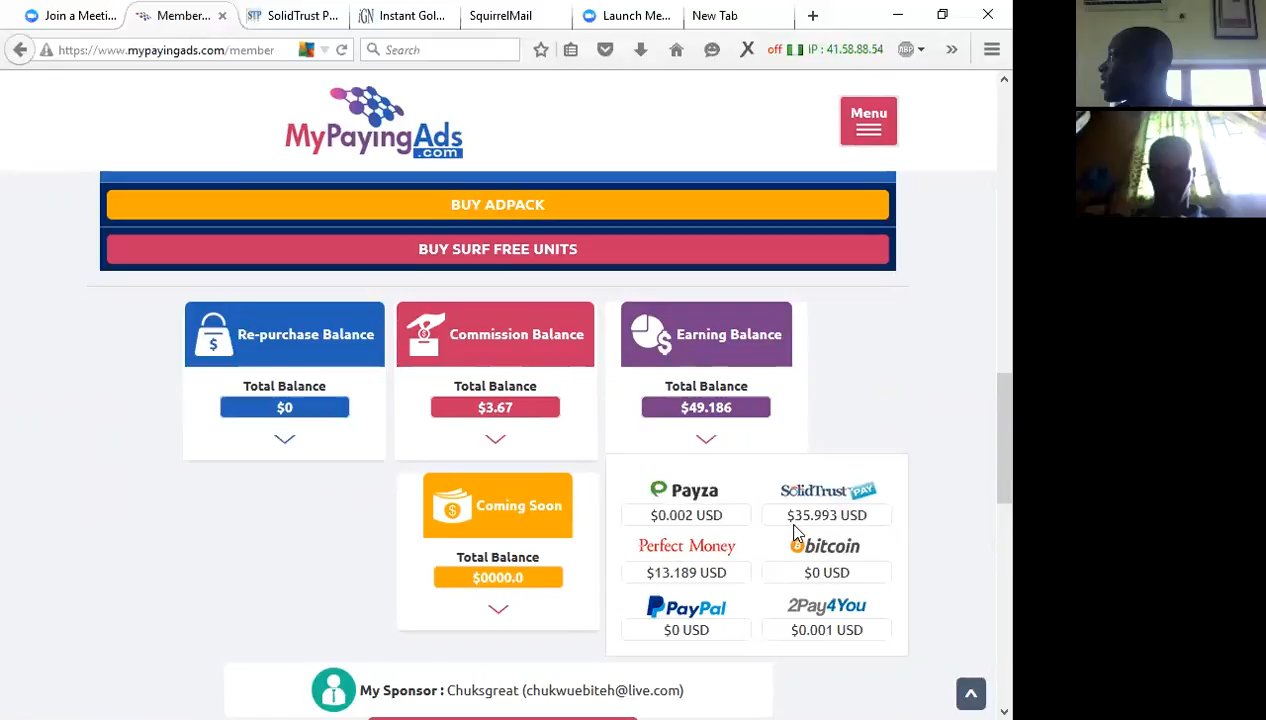 Join a Meeti...
Member...
STP
SolidTrust P...
iGN
Instant Gol...
SquirrelMail
Launch Me...
New Tab
https://www.mypayingads.com/member
Search
off
IP : 41.58.88.54
ABP
MyPayingAds
.com
Menu
BUY ADPACK
BUY SURF FREE UNITS
Re-purchase Balance
Total Balance
$0
Commission Balance
Total Balance
$3.67
Earning Balance
Total Balance
$49.186
Coming Soon
Total Balance
$0000.0
Payza
$0.002 USD
SolidTrust PAY
$35.993 USD
Perfect Money
$13.189 USD
bitcoin
$0 USD
PayPal
$0 USD
2Pay4You
$0.001 USD
My Sponsor : Chuksgreat (chukwuebiteh@live.com)